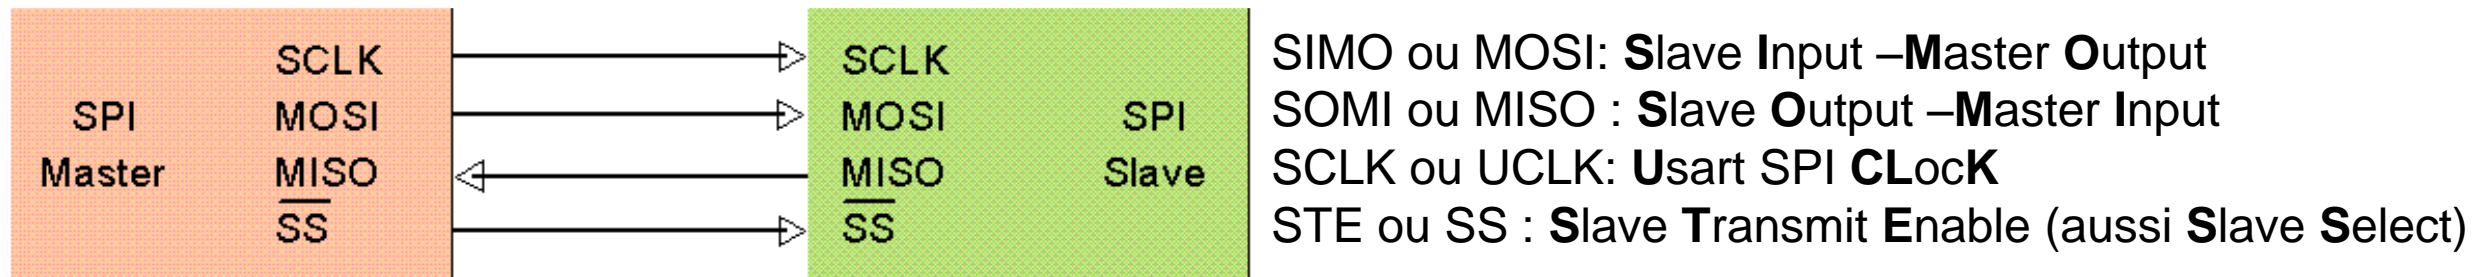 SCLK
SPI MOSI
Master MISO
SS
SCLK
MOSI SPI
MISO Slave
SS
SIMO ou MOSI: Slave Input –Master Output
SOMI ou MISO : Slave Output –Master Input
SCLK ou UCLK: Usart SPI CLocK
STE ou SS : Slave Transmit Enable (aussi Slave Select)